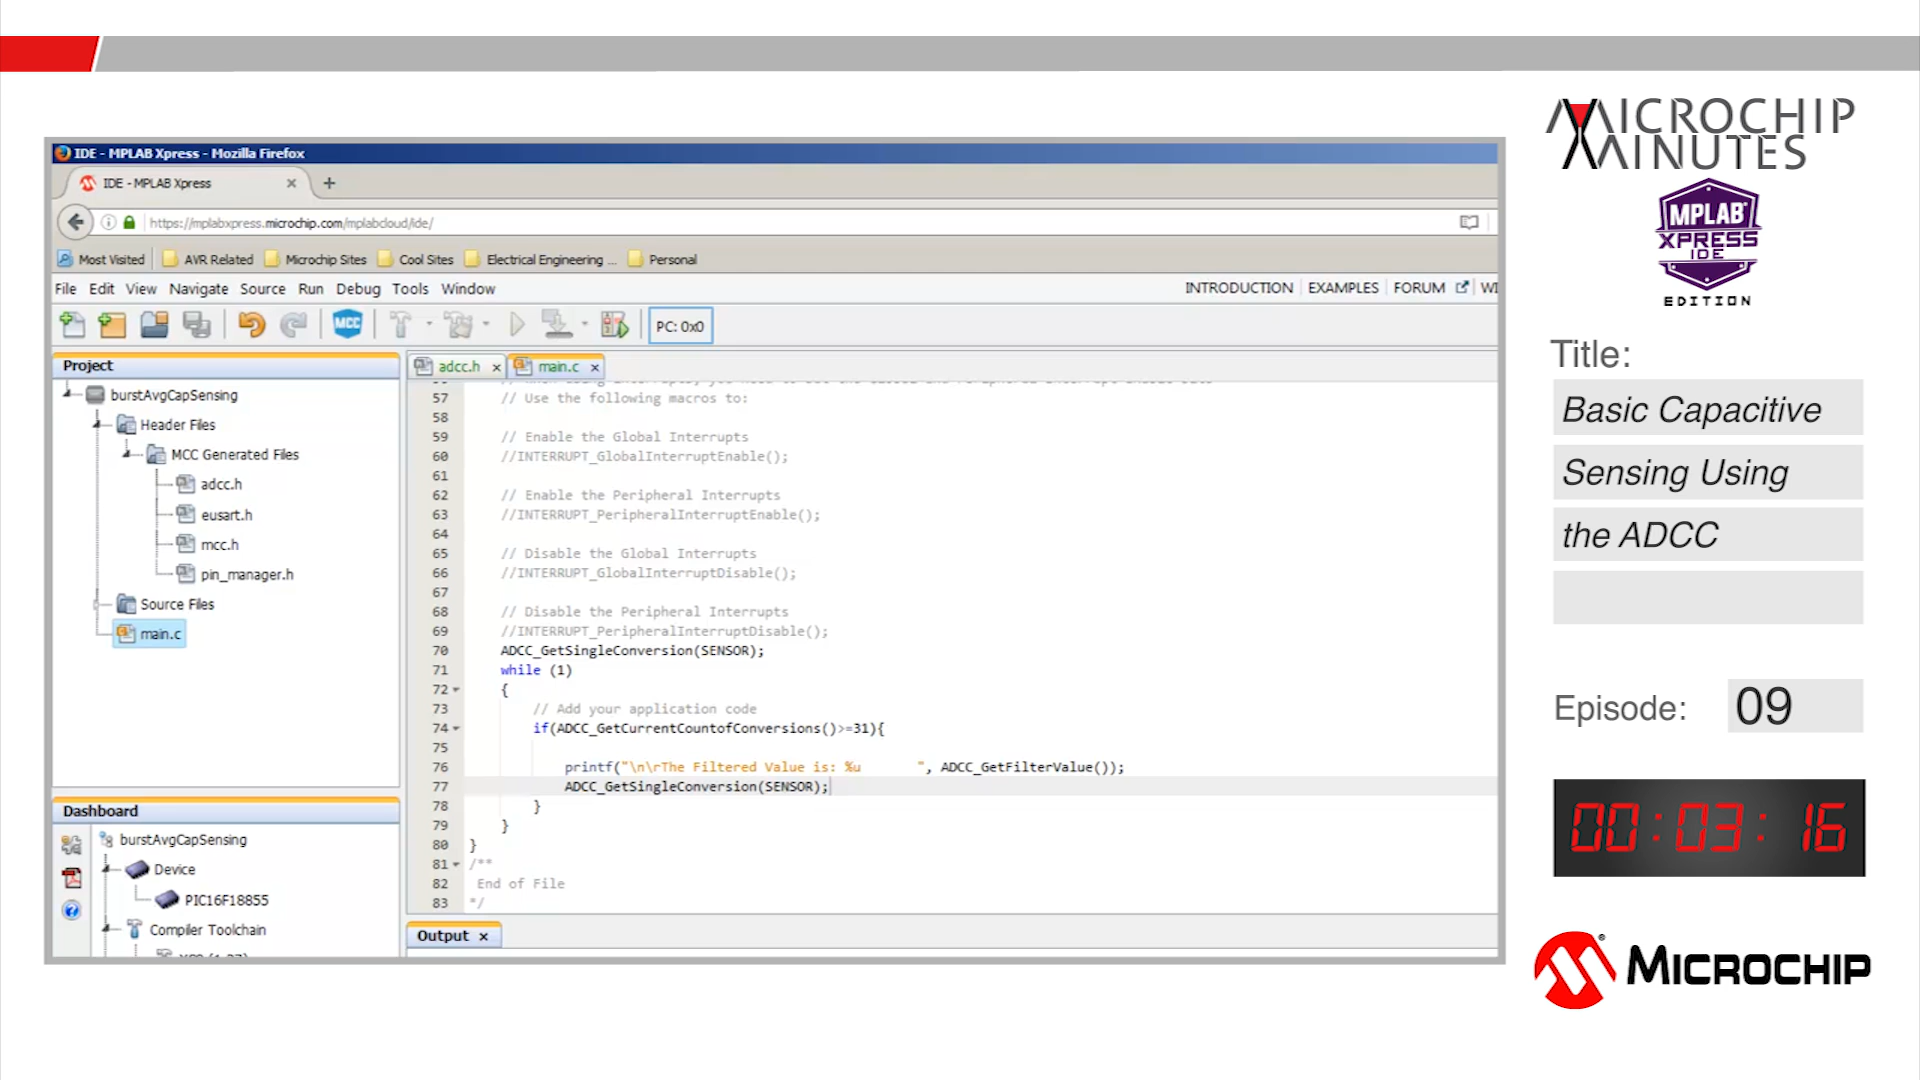 MICROCHIP
MINUTES
MPLAB®
XPRESS
IDE
EDITION
Title:
Basic Capacitive
Sensing Using
the ADCC
Episode: 09
00:03:16
MICROCHIP
IDE - MPLAB Xpress - Mozilla Firefox
IDE - MPLAB Xpress
https://mplabxpress.microchip.com/mplabcloud/ide/
Most Visited AVR Related Microchip Sites Cool Sites Electrical Engineering ... Personal
File Edit View Navigate Source Run Debug Tools Window
INTRODUCTION EXAMPLES FORUM WI
MCC
PC: 0x0
Project
burstAvgCapSensing
Header Files
MCC Generated Files
adcc.h
eusart.h
mcc.h
pin_manager.h
Source Files
main.c
Dashboard
burstAvgCapSensing
Device
PIC16F18855
Compiler Toolchain
adcc.h main.c
57 // Use the following macros to:
58
59 // Enable the Global Interrupts
60 //INTERRUPT_GlobalInterruptEnable();
61
62 // Enable the Peripheral Interrupts
63 //INTERRUPT_PeripheralInterruptEnable();
64
65 // Disable the Global Interrupts
66 //INTERRUPT_GlobalInterruptDisable();
67
68 // Disable the Peripheral Interrupts
69 //INTERRUPT_PeripheralInterruptDisable();
70 ADCC_GetSingleConversion(SENSOR);
71 while (1)
72 {
73 // Add your application code
74 if(ADCC_GetCurrentCountofConversions()>=31){
75
76 printf("\n\rThe Filtered Value is: %u       ", ADCC_GetFilterValue());
77 ADCC_GetSingleConversion(SENSOR);
78 }
79 }
80 }
81 /**
82 End of File
83 */
Output